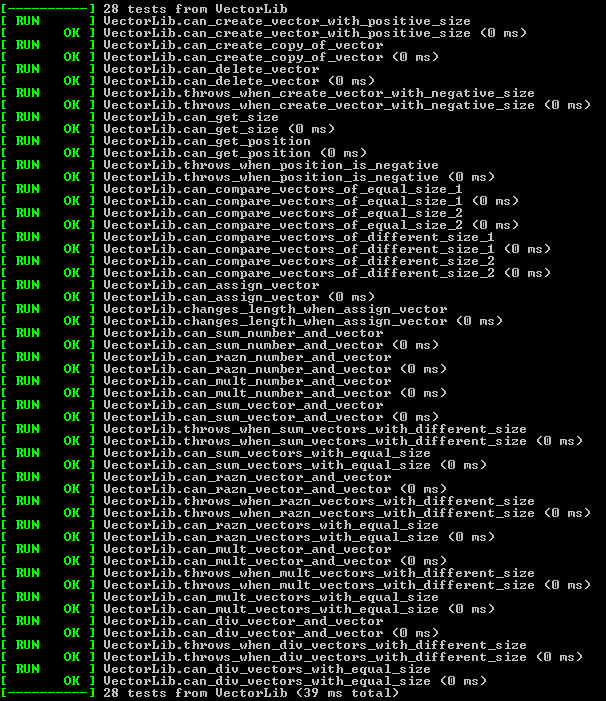 [----------] 28 tests from VectorLib
[ RUN      ] VectorLib.can_create_vector_with_positive_size
[       OK ] VectorLib.can_create_vector_with_positive_size (0 ms)
[ RUN      ] VectorLib.can_create_copy_of_vector
[       OK ] VectorLib.can_create_copy_of_vector (0 ms)
[ RUN      ] VectorLib.can_delete_vector
[       OK ] VectorLib.can_delete_vector (0 ms)
[ RUN      ] VectorLib.throws_when_create_vector_with_negative_size
[       OK ] VectorLib.throws_when_create_vector_with_negative_size (0 ms)
[ RUN      ] VectorLib.can_get_size
[       OK ] VectorLib.can_get_size (0 ms)
[ RUN      ] VectorLib.can_get_position
[       OK ] VectorLib.can_get_position (0 ms)
[ RUN      ] VectorLib.throws_when_position_is_negative
[       OK ] VectorLib.throws_when_position_is_negative (0 ms)
[ RUN      ] VectorLib.can_compare_vectors_of_equal_size_1
[       OK ] VectorLib.can_compare_vectors_of_equal_size_1 (0 ms)
[ RUN      ] VectorLib.can_compare_vectors_of_equal_size_2
[       OK ] VectorLib.can_compare_vectors_of_equal_size_2 (0 ms)
[ RUN      ] VectorLib.can_compare_vectors_of_different_size_1
[       OK ] VectorLib.can_compare_vectors_of_different_size_1 (0 ms)
[ RUN      ] VectorLib.can_compare_vectors_of_different_size_2
[       OK ] VectorLib.can_compare_vectors_of_different_size_2 (0 ms)
[ RUN      ] VectorLib.can_assign_vector
[       OK ] VectorLib.can_assign_vector (0 ms)
[ RUN      ] VectorLib.changes_length_when_assign_vector
[       OK ] VectorLib.changes_length_when_assign_vector (0 ms)
[ RUN      ] VectorLib.can_sum_number_and_vector
[       OK ] VectorLib.can_sum_number_and_vector (0 ms)
[ RUN      ] VectorLib.can_razn_number_and_vector
[       OK ] VectorLib.can_razn_number_and_vector (0 ms)
[ RUN      ] VectorLib.can_mult_number_and_vector
[       OK ] VectorLib.can_mult_number_and_vector (0 ms)
[ RUN      ] VectorLib.can_sum_vector_and_vector
[       OK ] VectorLib.can_sum_vector_and_vector (0 ms)
[ RUN      ] VectorLib.throws_when_sum_vectors_with_different_size
[       OK ] VectorLib.throws_when_sum_vectors_with_different_size (0 ms)
[ RUN      ] VectorLib.can_sum_vectors_with_equal_size
[       OK ] VectorLib.can_sum_vectors_with_equal_size (0 ms)
[ RUN      ] VectorLib.can_razn_vector_and_vector
[       OK ] VectorLib.can_razn_vector_and_vector (0 ms)
[ RUN      ] VectorLib.throws_when_razn_vectors_with_different_size
[       OK ] VectorLib.throws_when_razn_vectors_with_different_size (0 ms)
[ RUN      ] VectorLib.can_razn_vectors_with_equal_size
[       OK ] VectorLib.can_razn_vectors_with_equal_size (0 ms)
[ RUN      ] VectorLib.can_mult_vector_and_vector
[       OK ] VectorLib.can_mult_vector_and_vector (0 ms)
[ RUN      ] VectorLib.throws_when_mult_vectors_with_different_size
[       OK ] VectorLib.throws_when_mult_vectors_with_different_size (0 ms)
[ RUN      ] VectorLib.can_mult_vectors_with_equal_size
[       OK ] VectorLib.can_mult_vectors_with_equal_size (0 ms)
[ RUN      ] VectorLib.can_div_vector_and_vector
[       OK ] VectorLib.can_div_vector_and_vector (0 ms)
[ RUN      ] VectorLib.throws_when_div_vectors_with_different_size
[       OK ] VectorLib.throws_when_div_vectors_with_different_size (0 ms)
[ RUN      ] VectorLib.can_div_vectors_with_equal_size
[       OK ] VectorLib.can_div_vectors_with_equal_size (0 ms)
[----------] 28 tests from VectorLib (39 ms total)